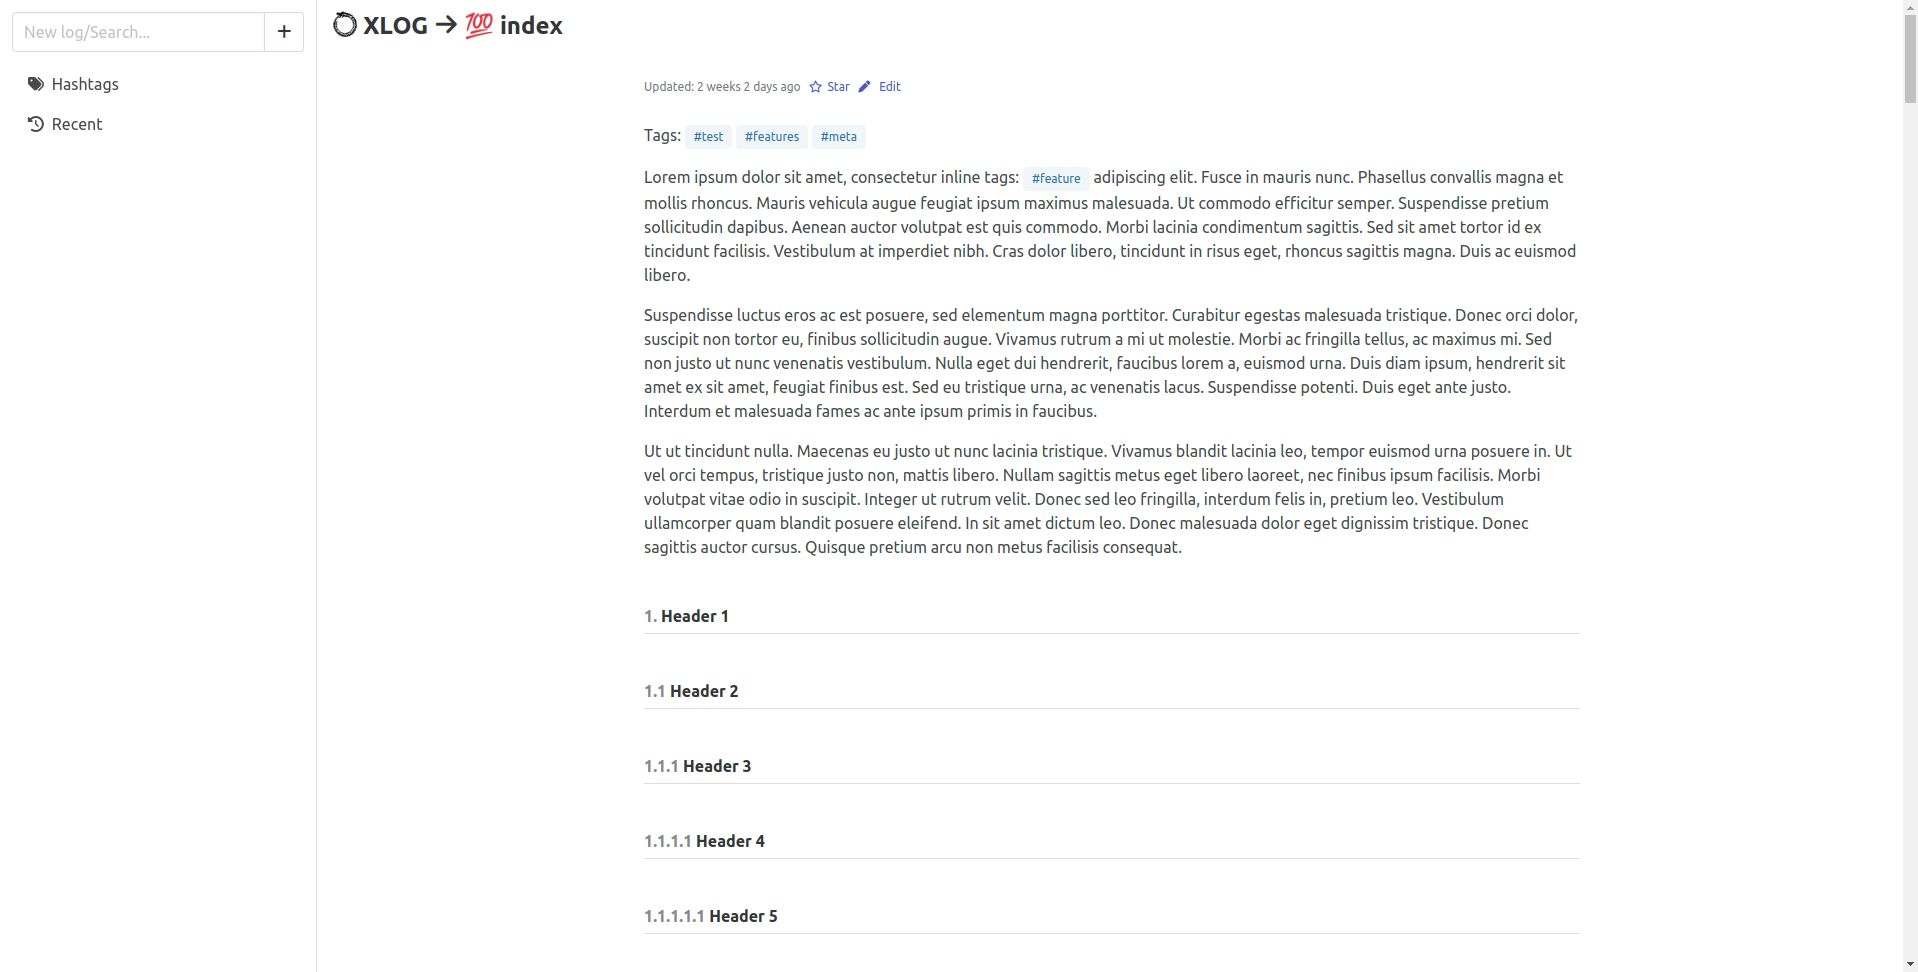 New log/Search...
+
Hashtags
Recent
XLOG → 💯 index
Updated: 2 weeks 2 days ago Star Edit
Tags: #test #features #meta
Lorem ipsum dolor sit amet, consectetur inline tags: #feature adipiscing elit. Fusce in mauris nunc. Phasellus convallis magna et
mollis rhoncus. Mauris vehicula augue feugiat ipsum maximus malesuada. Ut commodo efficitur semper. Suspendisse pretium
sollicitudin dapibus. Aenean auctor volutpat est quis commodo. Morbi lacinia condimentum sagittis. Sed sit amet tortor id ex
tincidunt facilisis. Vestibulum at imperdiet nibh. Cras dolor libero, tincidunt in risus eget, rhoncus sagittis magna. Duis ac euismod
libero.
Suspendisse luctus eros ac est posuere, sed elementum magna porttitor. Curabitur egestas malesuada tristique. Donec orci dolor,
suscipit non tortor eu, finibus sollicitudin augue. Vivamus rutrum a mi ut molestie. Morbi ac fringilla tellus, ac maximus mi. Sed
non justo ut nunc venenatis vestibulum. Nulla eget dui hendrerit, faucibus lorem a, euismod urna. Duis diam ipsum, hendrerit sit
amet ex sit amet, feugiat finibus est. Sed eu tristique urna, ac venenatis lacus. Suspendisse potenti. Duis eget ante justo.
Interdum et malesuada fames ac ante ipsum primis in faucibus.
Ut ut tincidunt nulla. Maecenas eu justo ut nunc lacinia tristique. Vivamus blandit lacinia leo, tempor euismod urna posuere in. Ut
vel orci tempus, tristique justo non, mattis libero. Nullam sagittis metus eget libero laoreet, nec finibus ipsum facilisis. Morbi
volutpat vitae odio in suscipit. Integer ut rutrum velit. Donec sed leo fringilla, interdum felis in, pretium leo. Vestibulum
ullamcorper quam blandit posuere eleifend. In sit amet dictum leo. Donec malesuada dolor eget dignissim tristique. Donec
sagittis auctor cursus. Quisque pretium arcu non metus facilisis consequat.
1. Header 1
1.1 Header 2
1.1.1 Header 3
1.1.1.1 Header 4
1.1.1.1.1 Header 5